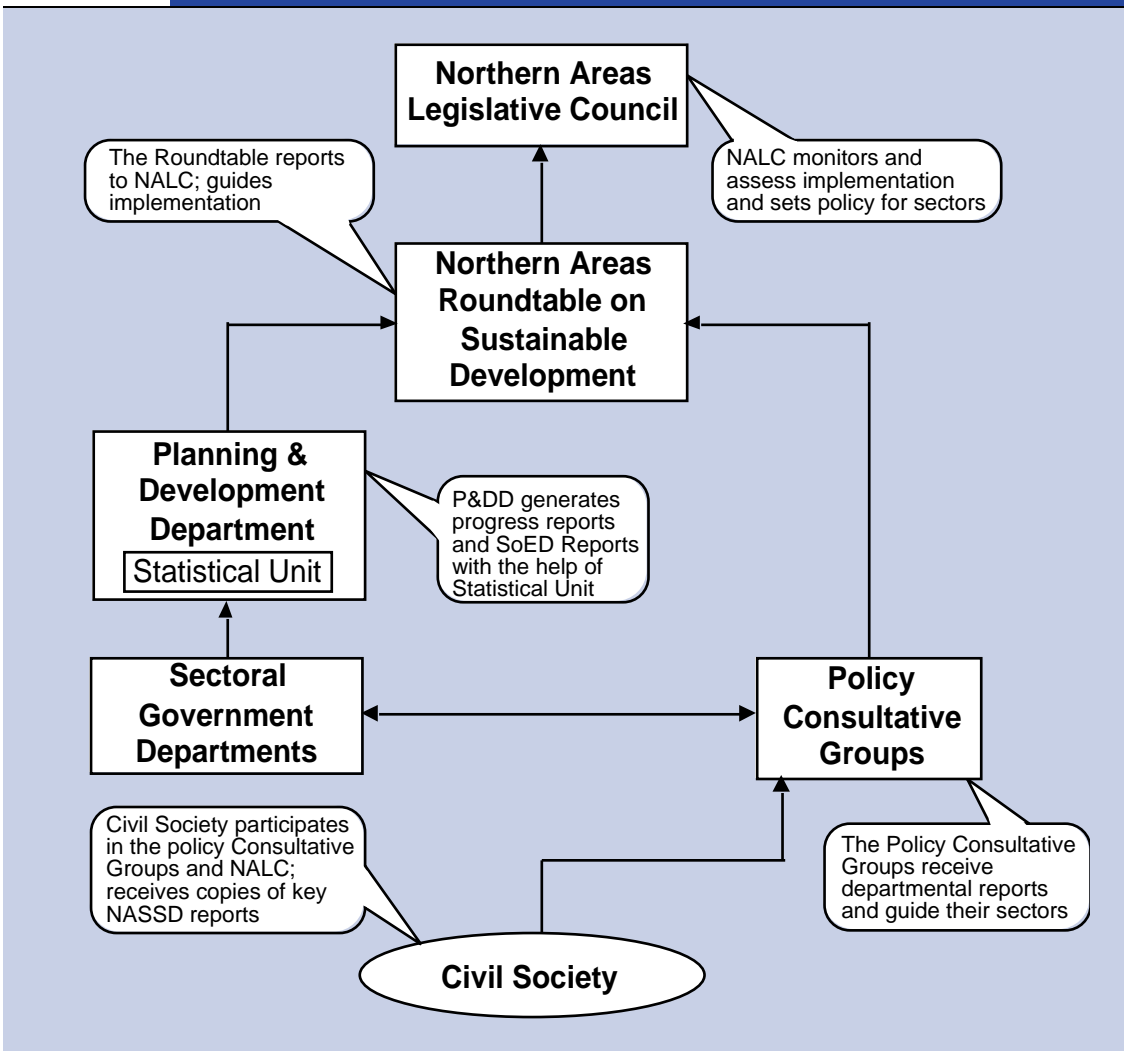 Northern Areas
Legislative Council
The Roundtable reports
to NALC; guides
implementation
NALC monitors and
assess implementation
and sets policy for sectors
Northern Areas
Roundtable on
Sustainable
Development
Planning &
Development
Department
Statistical Unit
P&DD generates
progress reports
and SoED Reports
with the help of
Statistical Unit
Sectoral
Government
Departments
Policy
Consultative
Groups
Civil Society participates
in the policy Consultative
Groups and NALC;
receives copies of key
NASSD reports
The Policy Consultative
Groups receive
departmental reports
and guide their sectors
Civil Society